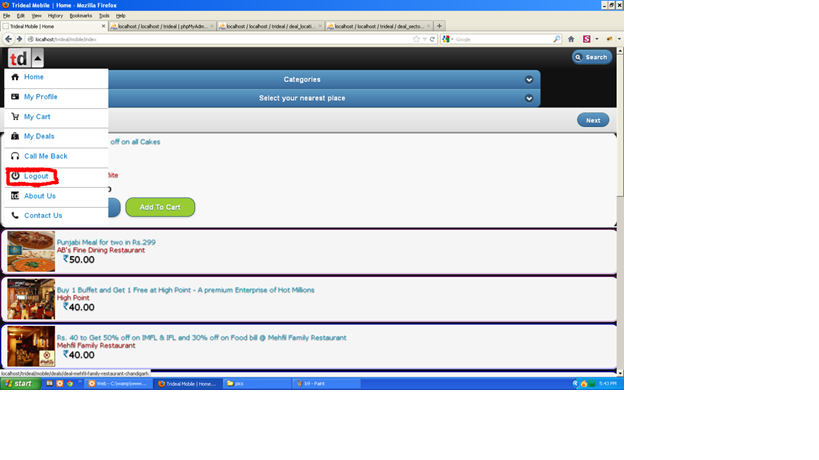 Trideal Mobile | Home - Mozilla Firefox
File Edit View History Bookmarks Tools Help
Trideal Mobile | Home
localhost / localhost / trideal | phpMyAdm...
localhost / localhost / trideal / deal_locati...
localhost / localhost / trideal / deal_secto...
localhost/trideal/mobile/index
Google
td
Search
Home
Categories
My Profile
Select your nearest place
My Cart
Next
My Deals
off on all Cakes
Call Me Back
Logout
About Us
Add To Cart
Contact Us
Punjabi Meal for two in Rs.299
AB's Fine Dining Restaurant
₹50.00
Buy 1 Buffet and Get 1 Free at High Point - A premium Enterprise of Hot Millions
High Point
₹40.00
Rs. 40 to Get 50% off on IMFL & IFL and 30% off on Food bill @ Mehfil Family Restaurant
Mehfil Family Restaurant
₹40.00
localhost/trideal/mobile/deals/deal-mehfil-family-restaurant-chandigarh
start
Trideal Mobile | Home...
5:43 PM